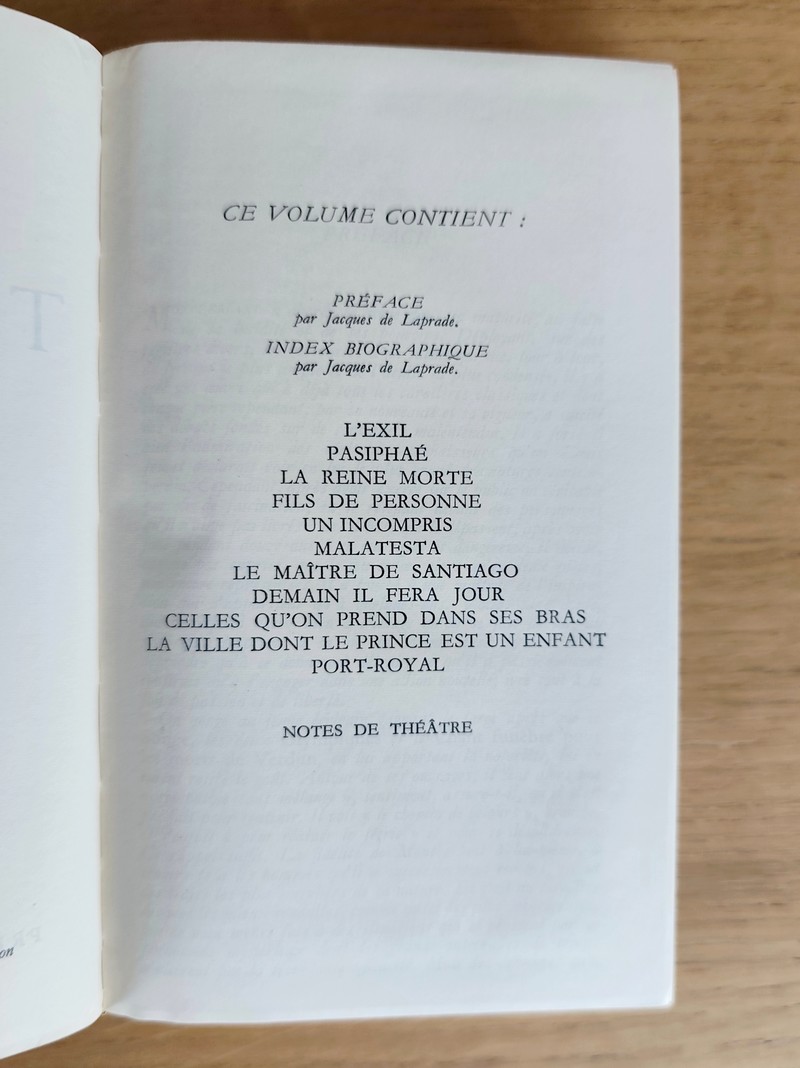 CE VOLUME CONTIENT :
PRÉFACE
par Jacques de Laprade.
INDEX BIOGRAPHIQUE
par Jacques de Laprade.
L'EXIL
PASIPHAÉ
LA REINE MORTE
FILS DE PERSONNE
UN INCOMPRIS
MALATESTA
LE MAÎTRE DE SANTIAGO
DEMAIN IL FERA JOUR
CELLES QU'ON PREND DANS SES BRAS
LA VILLE DONT LE PRINCE EST UN ENFANT
PORT-ROYAL
NOTES DE THÉÂTRE
on